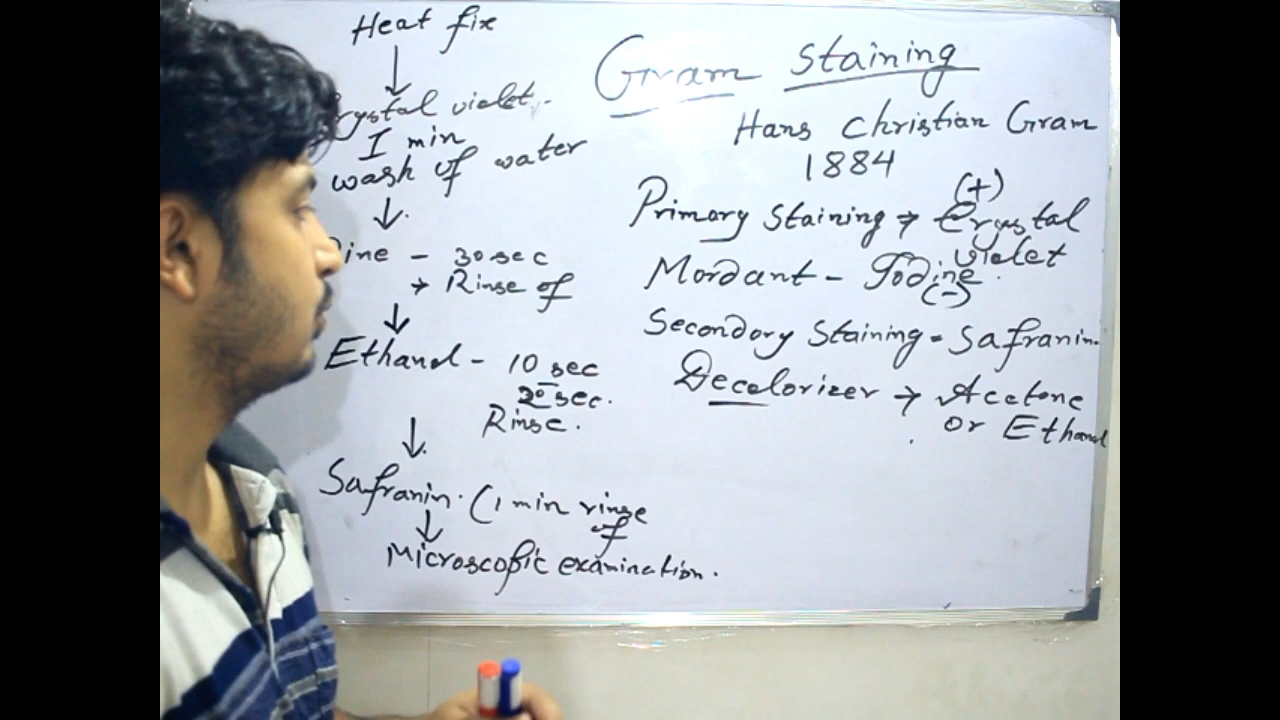 Heat fix
rystal violet.
1 min
wash of water
ine - 30 sec
→ Rinse of
Ethanol - 10 sec
20 sec.
Rinse.
Safranin. (1 min rinse
of
Microscopic examination.
Gram Staining
Hans Christian Gram
1884
(+)
Primary Staining → Crystal
violet
Mordant - Iodine.
(-)
Secondory Staining - Safranin.
Decolorizer → Acetone
or Ethanol